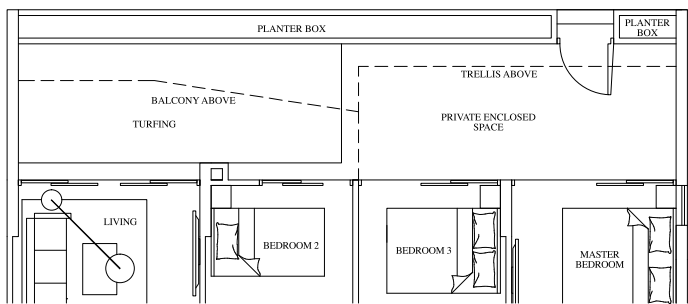 PLANTER BOX
PLANTER
BOX
TRELLIS ABOVE
BALCONY ABOVE
TURFING
PRIVATE ENCLOSED
SPACE
LIVING
BEDROOM 2
BEDROOM 3
MASTER
BEDROOM